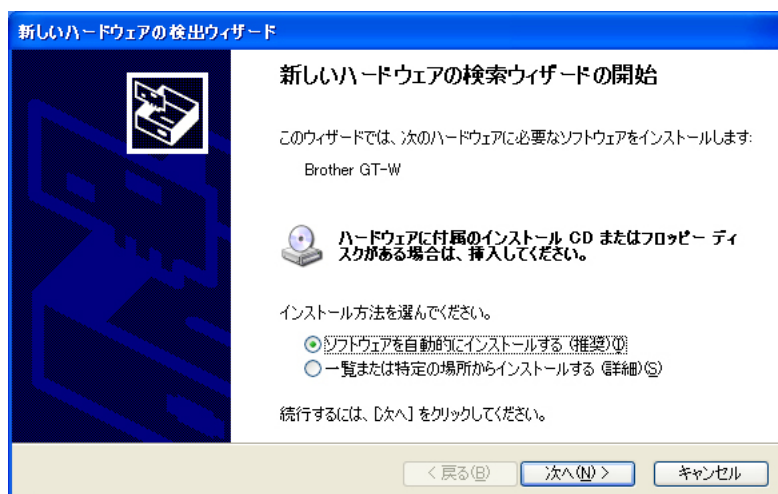 新しいハードウェアの検出ウィザード
新しいハードウェアの検索ウィザードの開始
このウィザードでは、次のハードウェアに必要なソフトウェアをインストールします:
Brother GT-W
ハードウェアに付属のインストール CD またはフロッピー ディ
スクがある場合は、挿入してください。
インストール方法を選んでください。
ソフトウェアを自動的にインストールする (推奨)(I)
一覧または特定の場所からインストールする (詳細)(S)
続行するには、[次へ] をクリックしてください。
< 戻る(B) 次へ(N) > キャンセル